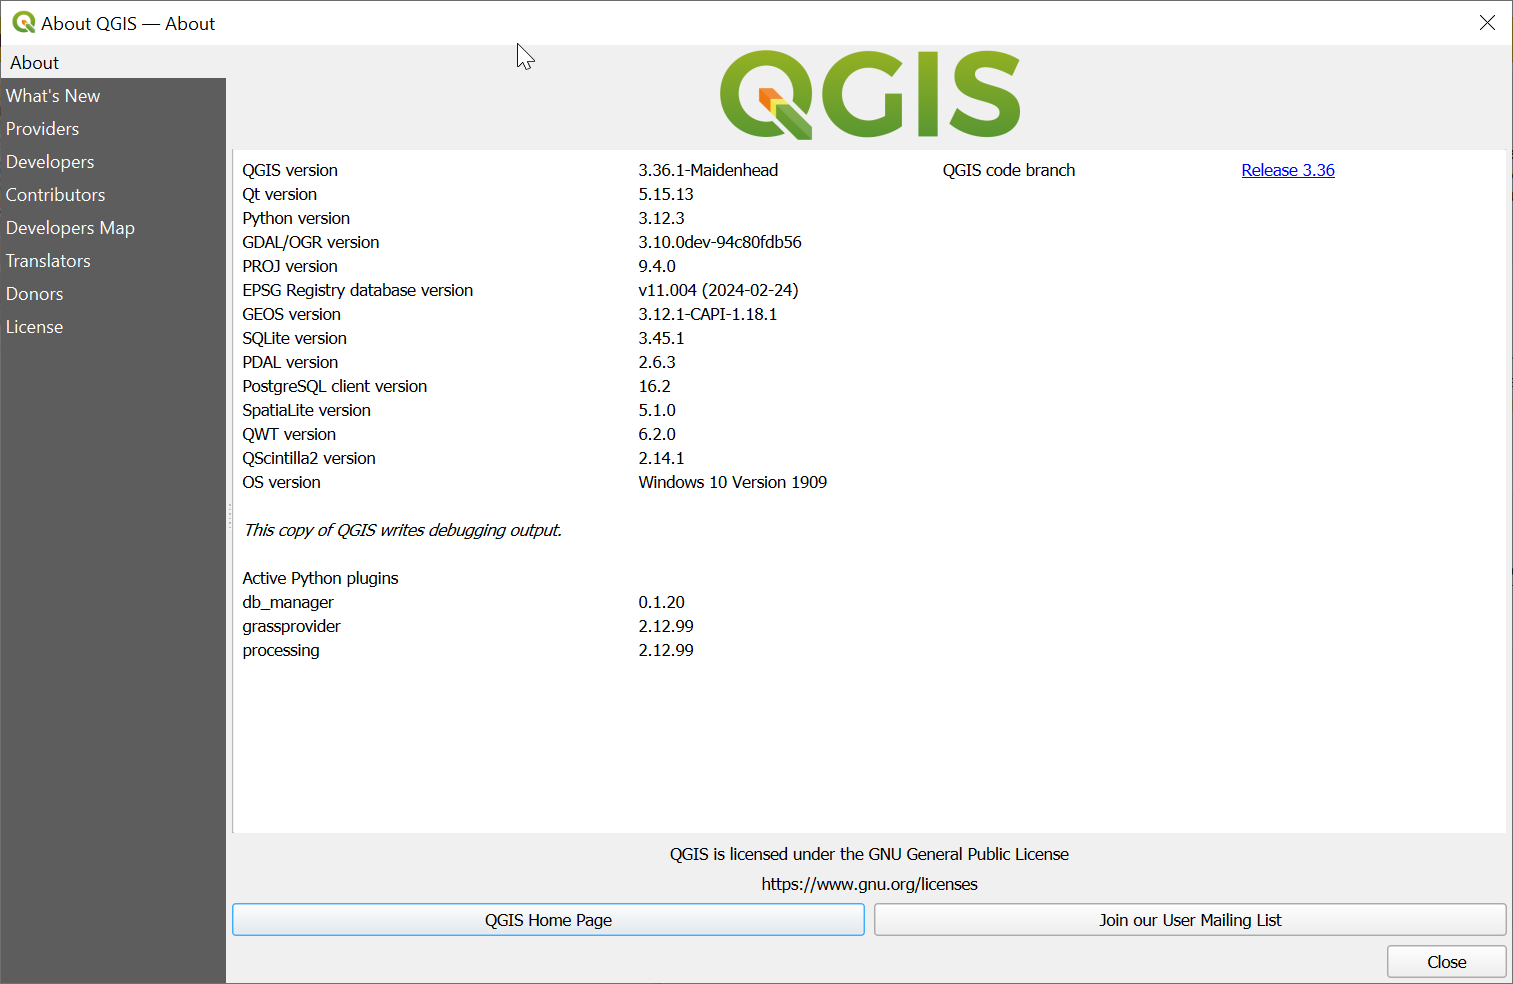 About QGIS — About
About
What's New
Providers
Developers
Contributors
Developers Map
Translators
Donors
License
QGIS
QGIS version 3.36.1-Maidenhead QGIS code branch Release 3.36
Qt version 5.15.13
Python version 3.12.3
GDAL/OGR version 3.10.0dev-94c80fdb56
PROJ version 9.4.0
EPSG Registry database version v11.004 (2024-02-24)
GEOS version 3.12.1-CAPI-1.18.1
SQLite version 3.45.1
PDAL version 2.6.3
PostgreSQL client version 16.2
SpatiaLite version 5.1.0
QWT version 6.2.0
QScintilla2 version 2.14.1
OS version Windows 10 Version 1909
This copy of QGIS writes debugging output.
Active Python plugins
db_manager 0.1.20
grassprovider 2.12.99
processing 2.12.99
QGIS is licensed under the GNU General Public License
https://www.gnu.org/licenses
QGIS Home Page Join our User Mailing List
Close